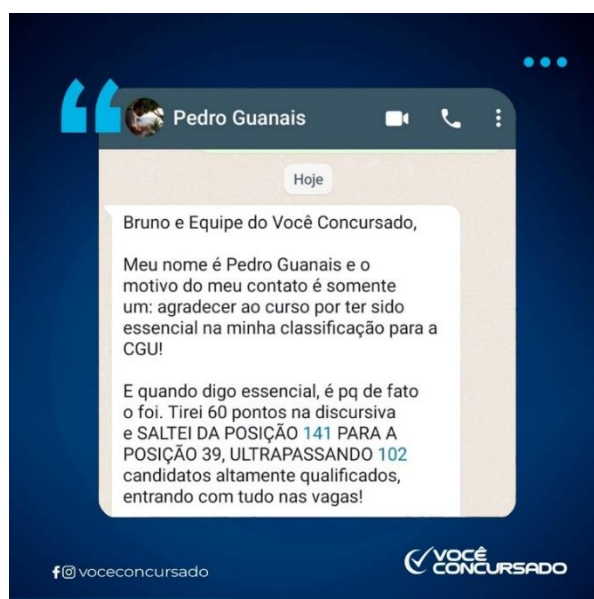 Pedro Guanais
Hoje
Bruno e Equipe do Você Concursado,
Meu nome é Pedro Guanais e o
motivo do meu contato é somente
um: agradecer ao curso por ter sido
essencial na minha classificação para a
CGU!
E quando digo essencial, é pq de fato
o foi. Tirei 60 pontos na discursiva
e SALTEI DA POSIÇÃO 141 PARA A
POSIÇÃO 39, ULTRAPASSANDO 102
candidatos altamente qualificados,
entrando com tudo nas vagas!
voceconcursado
VOCÊ
CONCURSADO